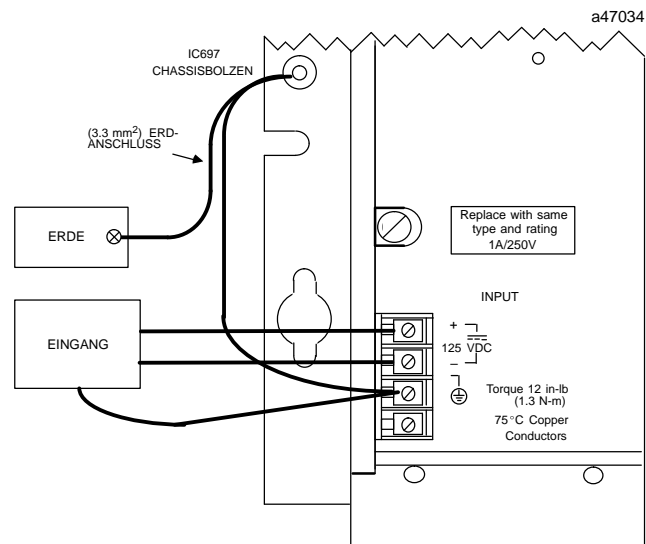 a47034
IC697
CHASSISBOLZEN
(3.3 mm²) ERD-
ANSCHLUSS
ERDE
Replace with same
type and rating
1A/250V
INPUT
EINGANG
+
125 VDC
–
Torque 12 in-lb
(1.3 N-m)
75°C Copper
Conductors